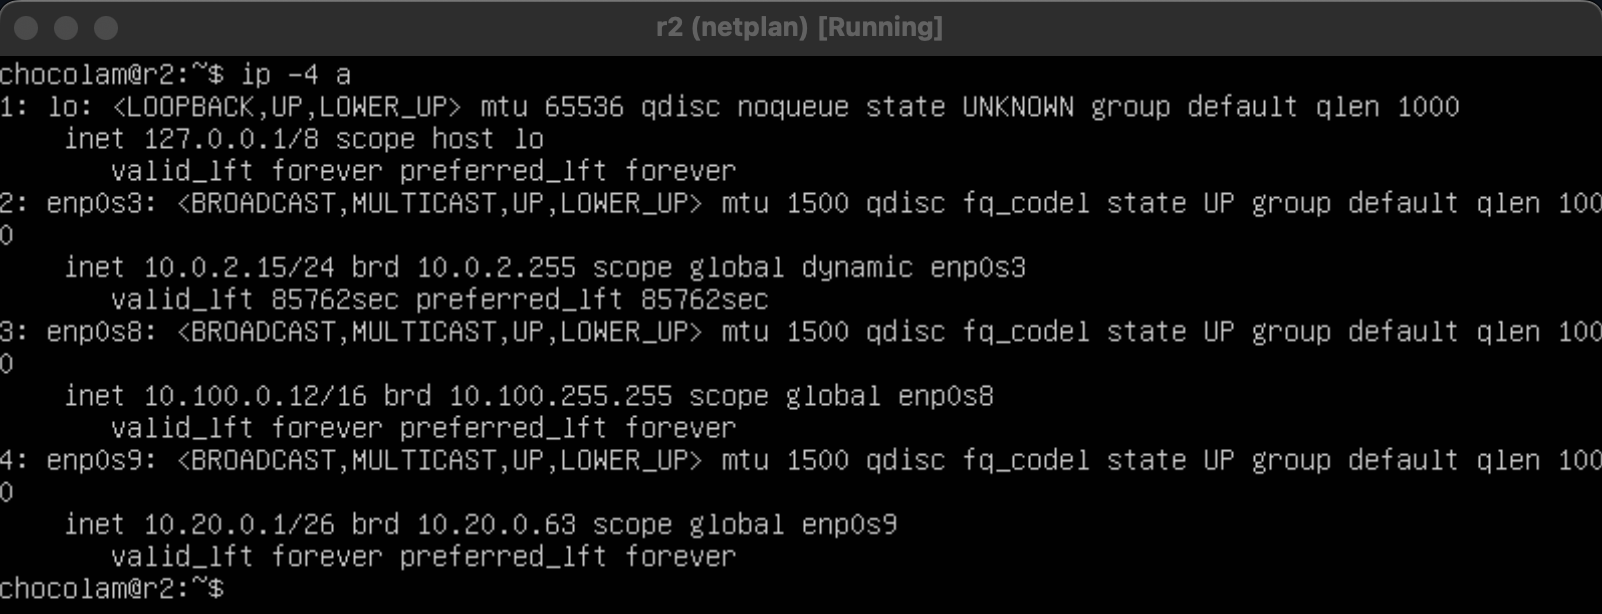 r2 (netplan) [Running]
chocolam@r2:~$ ip -4 a
1: lo: <LOOPBACK,UP,LOWER_UP> mtu 65536 qdisc noqueue state UNKNOWN group default qlen 1000
    inet 127.0.0.1/8 scope host lo
       valid_lft forever preferred_lft forever
2: enp0s3: <BROADCAST,MULTICAST,UP,LOWER_UP> mtu 1500 qdisc fq_codel state UP group default qlen 100
0
    inet 10.0.2.15/24 brd 10.0.2.255 scope global dynamic enp0s3
       valid_lft 85762sec preferred_lft 85762sec
3: enp0s8: <BROADCAST,MULTICAST,UP,LOWER_UP> mtu 1500 qdisc fq_codel state UP group default qlen 100
0
    inet 10.100.0.12/16 brd 10.100.255.255 scope global enp0s8
       valid_lft forever preferred_lft forever
4: enp0s9: <BROADCAST,MULTICAST,UP,LOWER_UP> mtu 1500 qdisc fq_codel state UP group default qlen 100
0
    inet 10.20.0.1/26 brd 10.20.0.63 scope global enp0s9
       valid_lft forever preferred_lft forever
chocolam@r2:~$